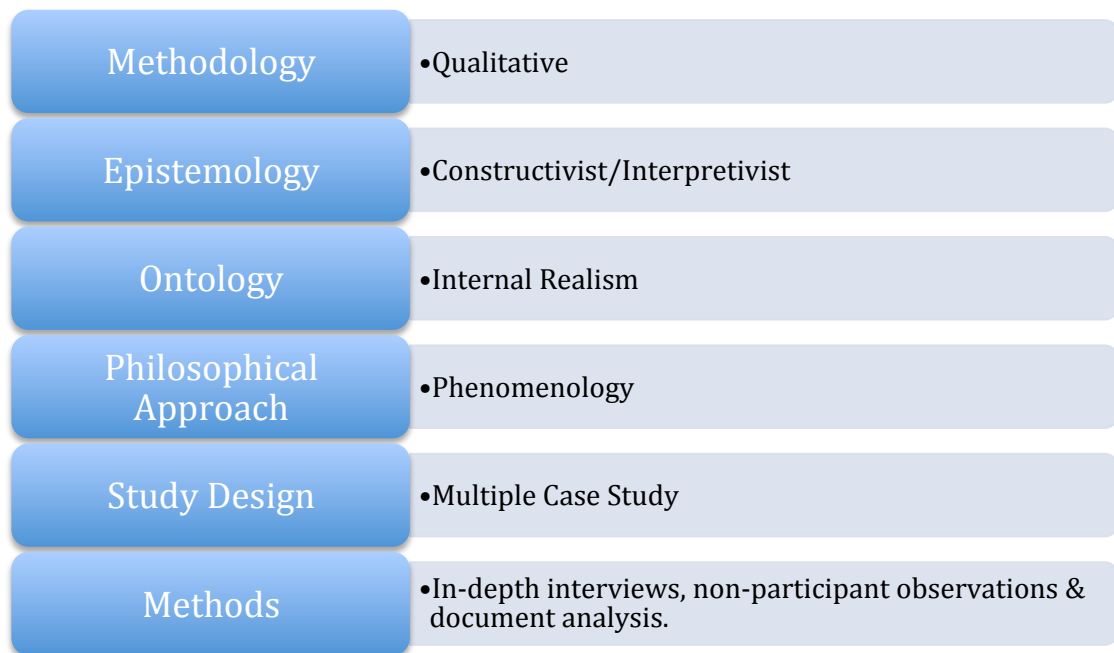 Methodology
•Qualitative
Epistemology
•Constructivist/Interpretivist
Ontology
•Internal Realism
Philosophical
Approach
•Phenomenology
Study Design
•Multiple Case Study
Methods
•In-depth interviews, non-participant observations &
document analysis.